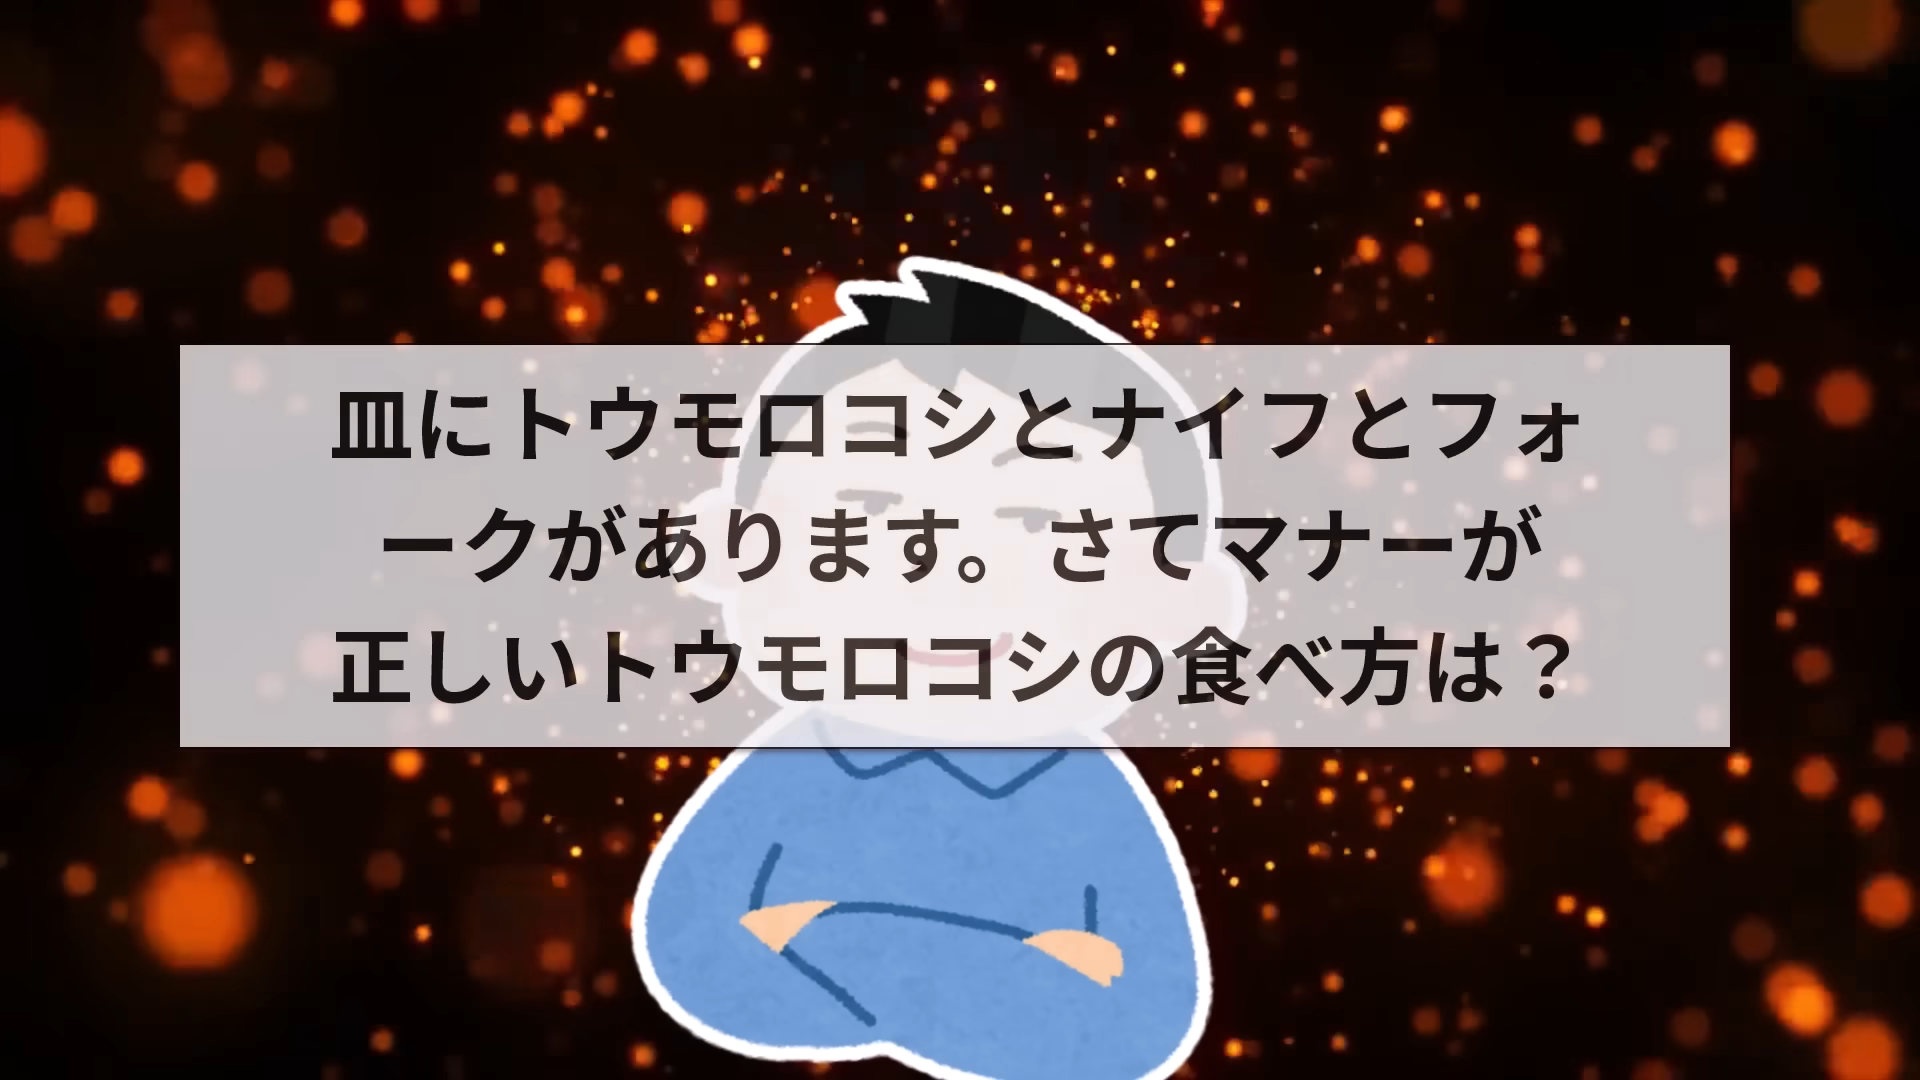 皿にトウモロコシとナイフとフォ
ークがあります。さてマナーが
正しいトウモロコシの食べ方は？